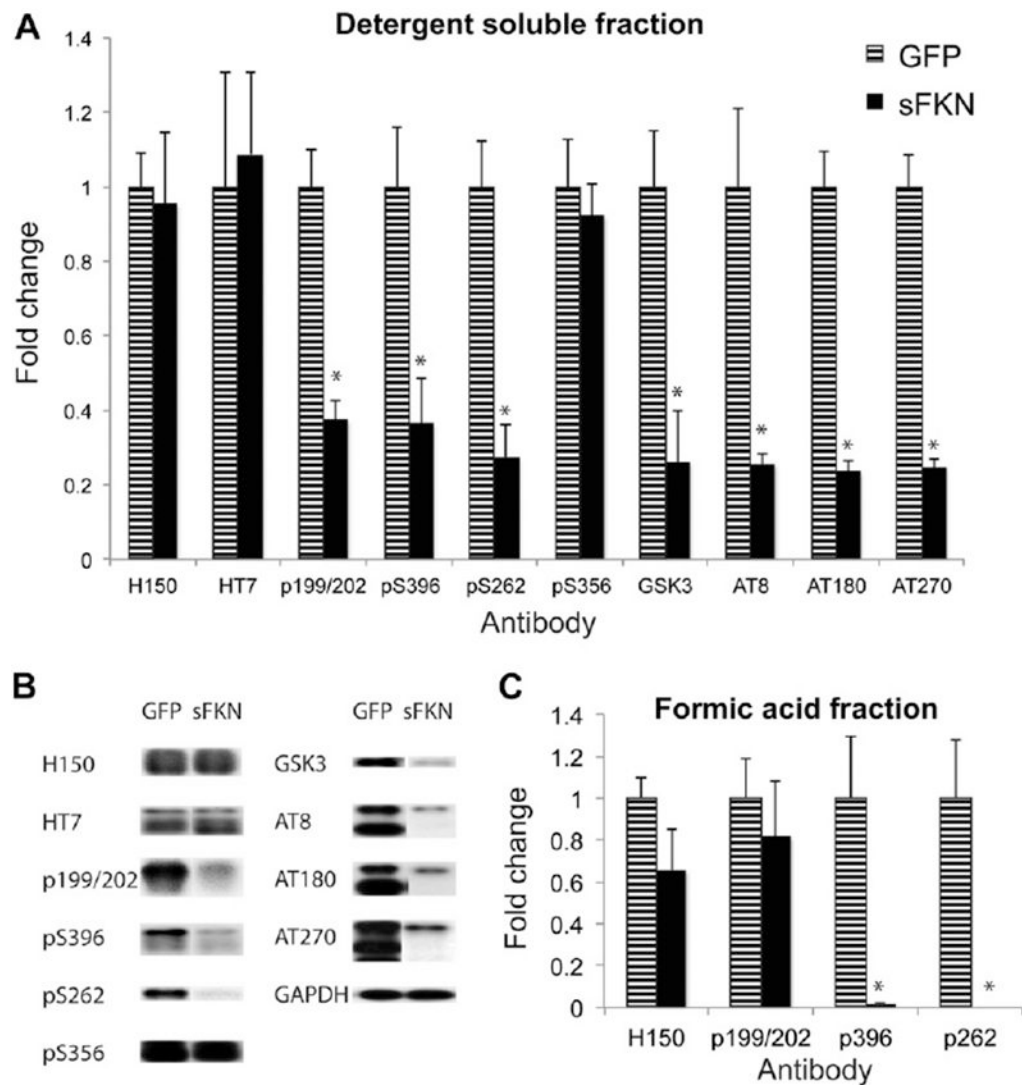 A
Detergent soluble fraction
GFP
sFKN
Fold change
1.4
1.2
1
0.8
0.6
0.4
0.2
0
* * * * * * *
H150 HT7 p199/202 pS396 pS262 pS356 GSK3 AT8 AT180 AT270
Antibody
B
GFP sFKN
H150
HT7
p199/202
pS396
pS262
pS356
GFP sFKN
GSK3
AT8
AT180
AT270
GAPDH
C
Formic acid fraction
Fold change
1.4
1.2
1
0.8
0.6
0.4
0.2
0
* *
H150 p199/202 p396 p262
Antibody